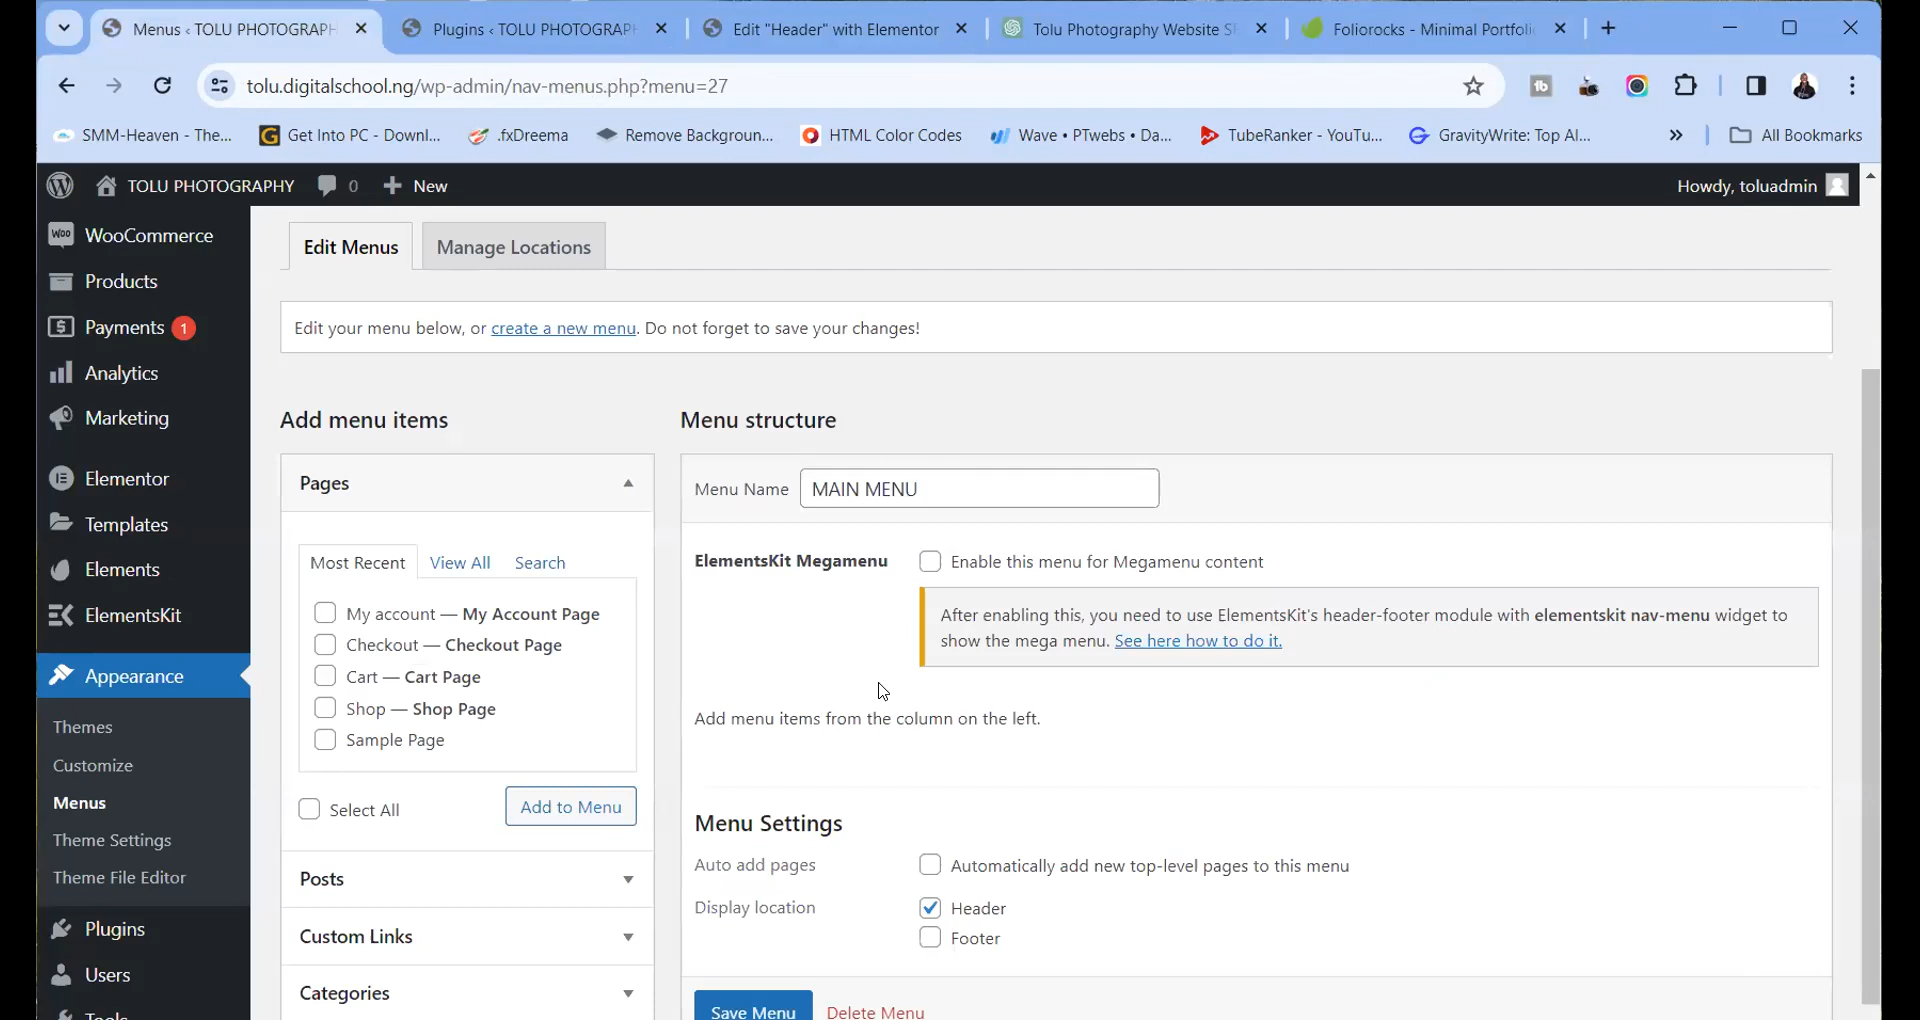 Menus ‹ TOLU PHOTOGRAPH
Plugins ‹ TOLU PHOTOGRAPH
Edit "Header" with Elementor
Tolu Photography Website S
Foliorocks - Minimal Portfoli
tolu.digitalschool.ng/wp-admin/nav-menus.php?menu=27
SMM-Heaven - The...
Get Into PC - Downl...
.fxDreema
Remove Backgroun...
HTML Color Codes
Wave • PTwebs • Da...
TubeRanker - YouTu...
GravityWrite: Top AI...
»
All Bookmarks
TOLU PHOTOGRAPHY
0
New
Howdy, toluadmin
WooCommerce
Products
Payments 1
Analytics
Marketing
Elementor
Templates
Elements
ElementsKit
Appearance
Themes
Customize
Menus
Theme Settings
Theme File Editor
Plugins
Users
Tools
Edit Menus
Manage Locations
Edit your menu below, or create a new menu. Do not forget to save your changes!
Add menu items
Pages
Most Recent
View All
Search
My account — My Account Page
Checkout — Checkout Page
Cart — Cart Page
Shop — Shop Page
Sample Page
Select All
Add to Menu
Posts
Custom Links
Categories
Menu structure
Menu Name
MAIN MENU
ElementsKit Megamenu
Enable this menu for Megamenu content
After enabling this, you need to use ElementsKit's header-footer module with elementskit nav-menu widget to
show the mega menu. See here how to do it.
Add menu items from the column on the left.
Menu Settings
Auto add pages
Automatically add new top-level pages to this menu
Display location
Header
Footer
Save Menu
Delete Menu